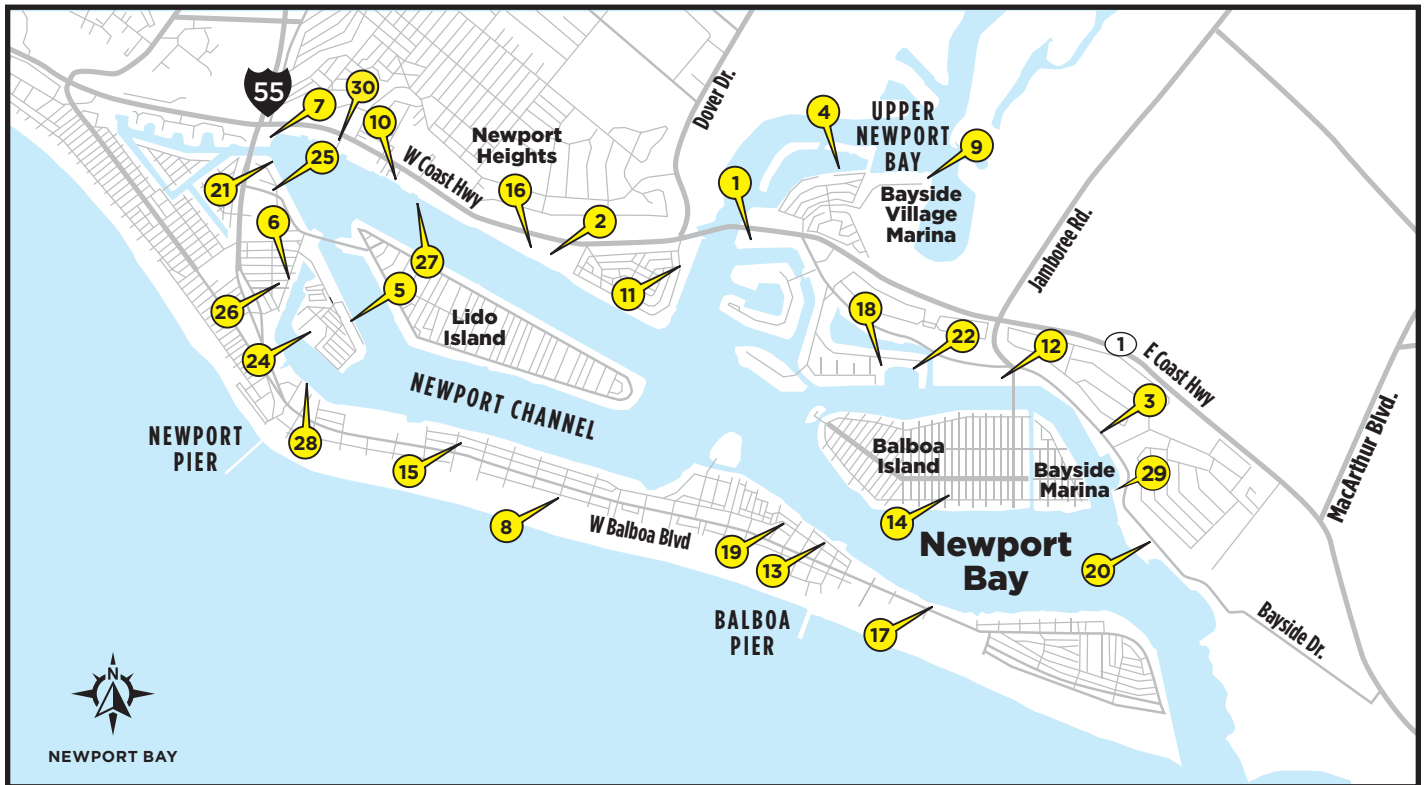 55
30
7
10
Newport
Heights
Dover Dr.
4
UPPER
NEWPORT
BAY
9
W Coast Hwy
25
21
16
1
Bayside
Village
Marina
6
2
Jamboree Rd.
27
11
5
26
Lido
Island
18
22
12
1
E Coast Hwy
24
NEWPORT CHANNEL
3
MacArthur Blvd.
NEWPORT
PIER
28
15
Balboa
Island
Bayside
Marina
29
8
W Balboa Blvd
19
13
14
Newport
Bay
20
BALBOA
PIER
17
Bayside Dr.
N
NEWPORT BAY